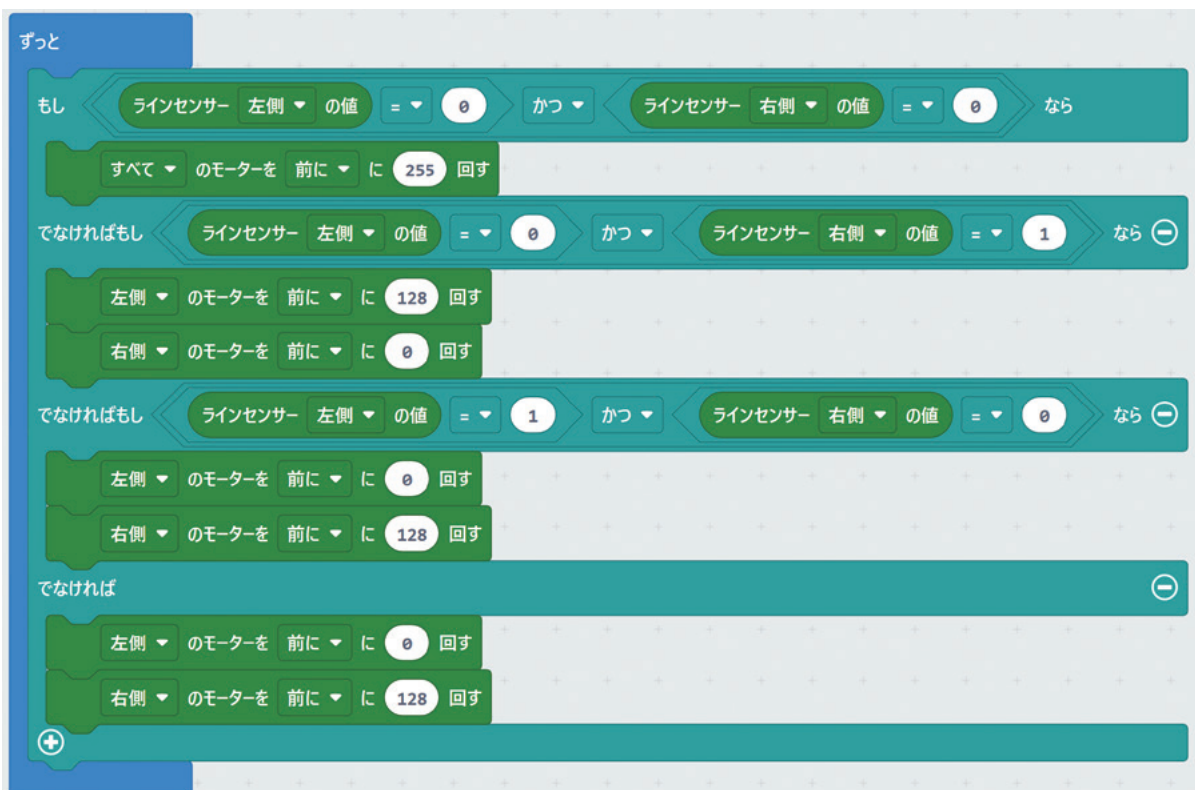 ずっと
もし ラインセンサー 左側 の値 = 0 かつ ラインセンサー 右側 の値 = 0 なら
すべて のモーターを 前に に 255 回す
でなければもし ラインセンサー 左側 の値 = 0 かつ ラインセンサー 右側 の値 = 1 なら
左側 のモーターを 前に に 128 回す
右側 のモーターを 前に に 0 回す
でなければもし ラインセンサー 左側 の値 = 1 かつ ラインセンサー 右側 の値 = 0 なら
左側 のモーターを 前に に 0 回す
右側 のモーターを 前に に 128 回す
でなければ
左側 のモーターを 前に に 0 回す
右側 のモーターを 前に に 128 回す